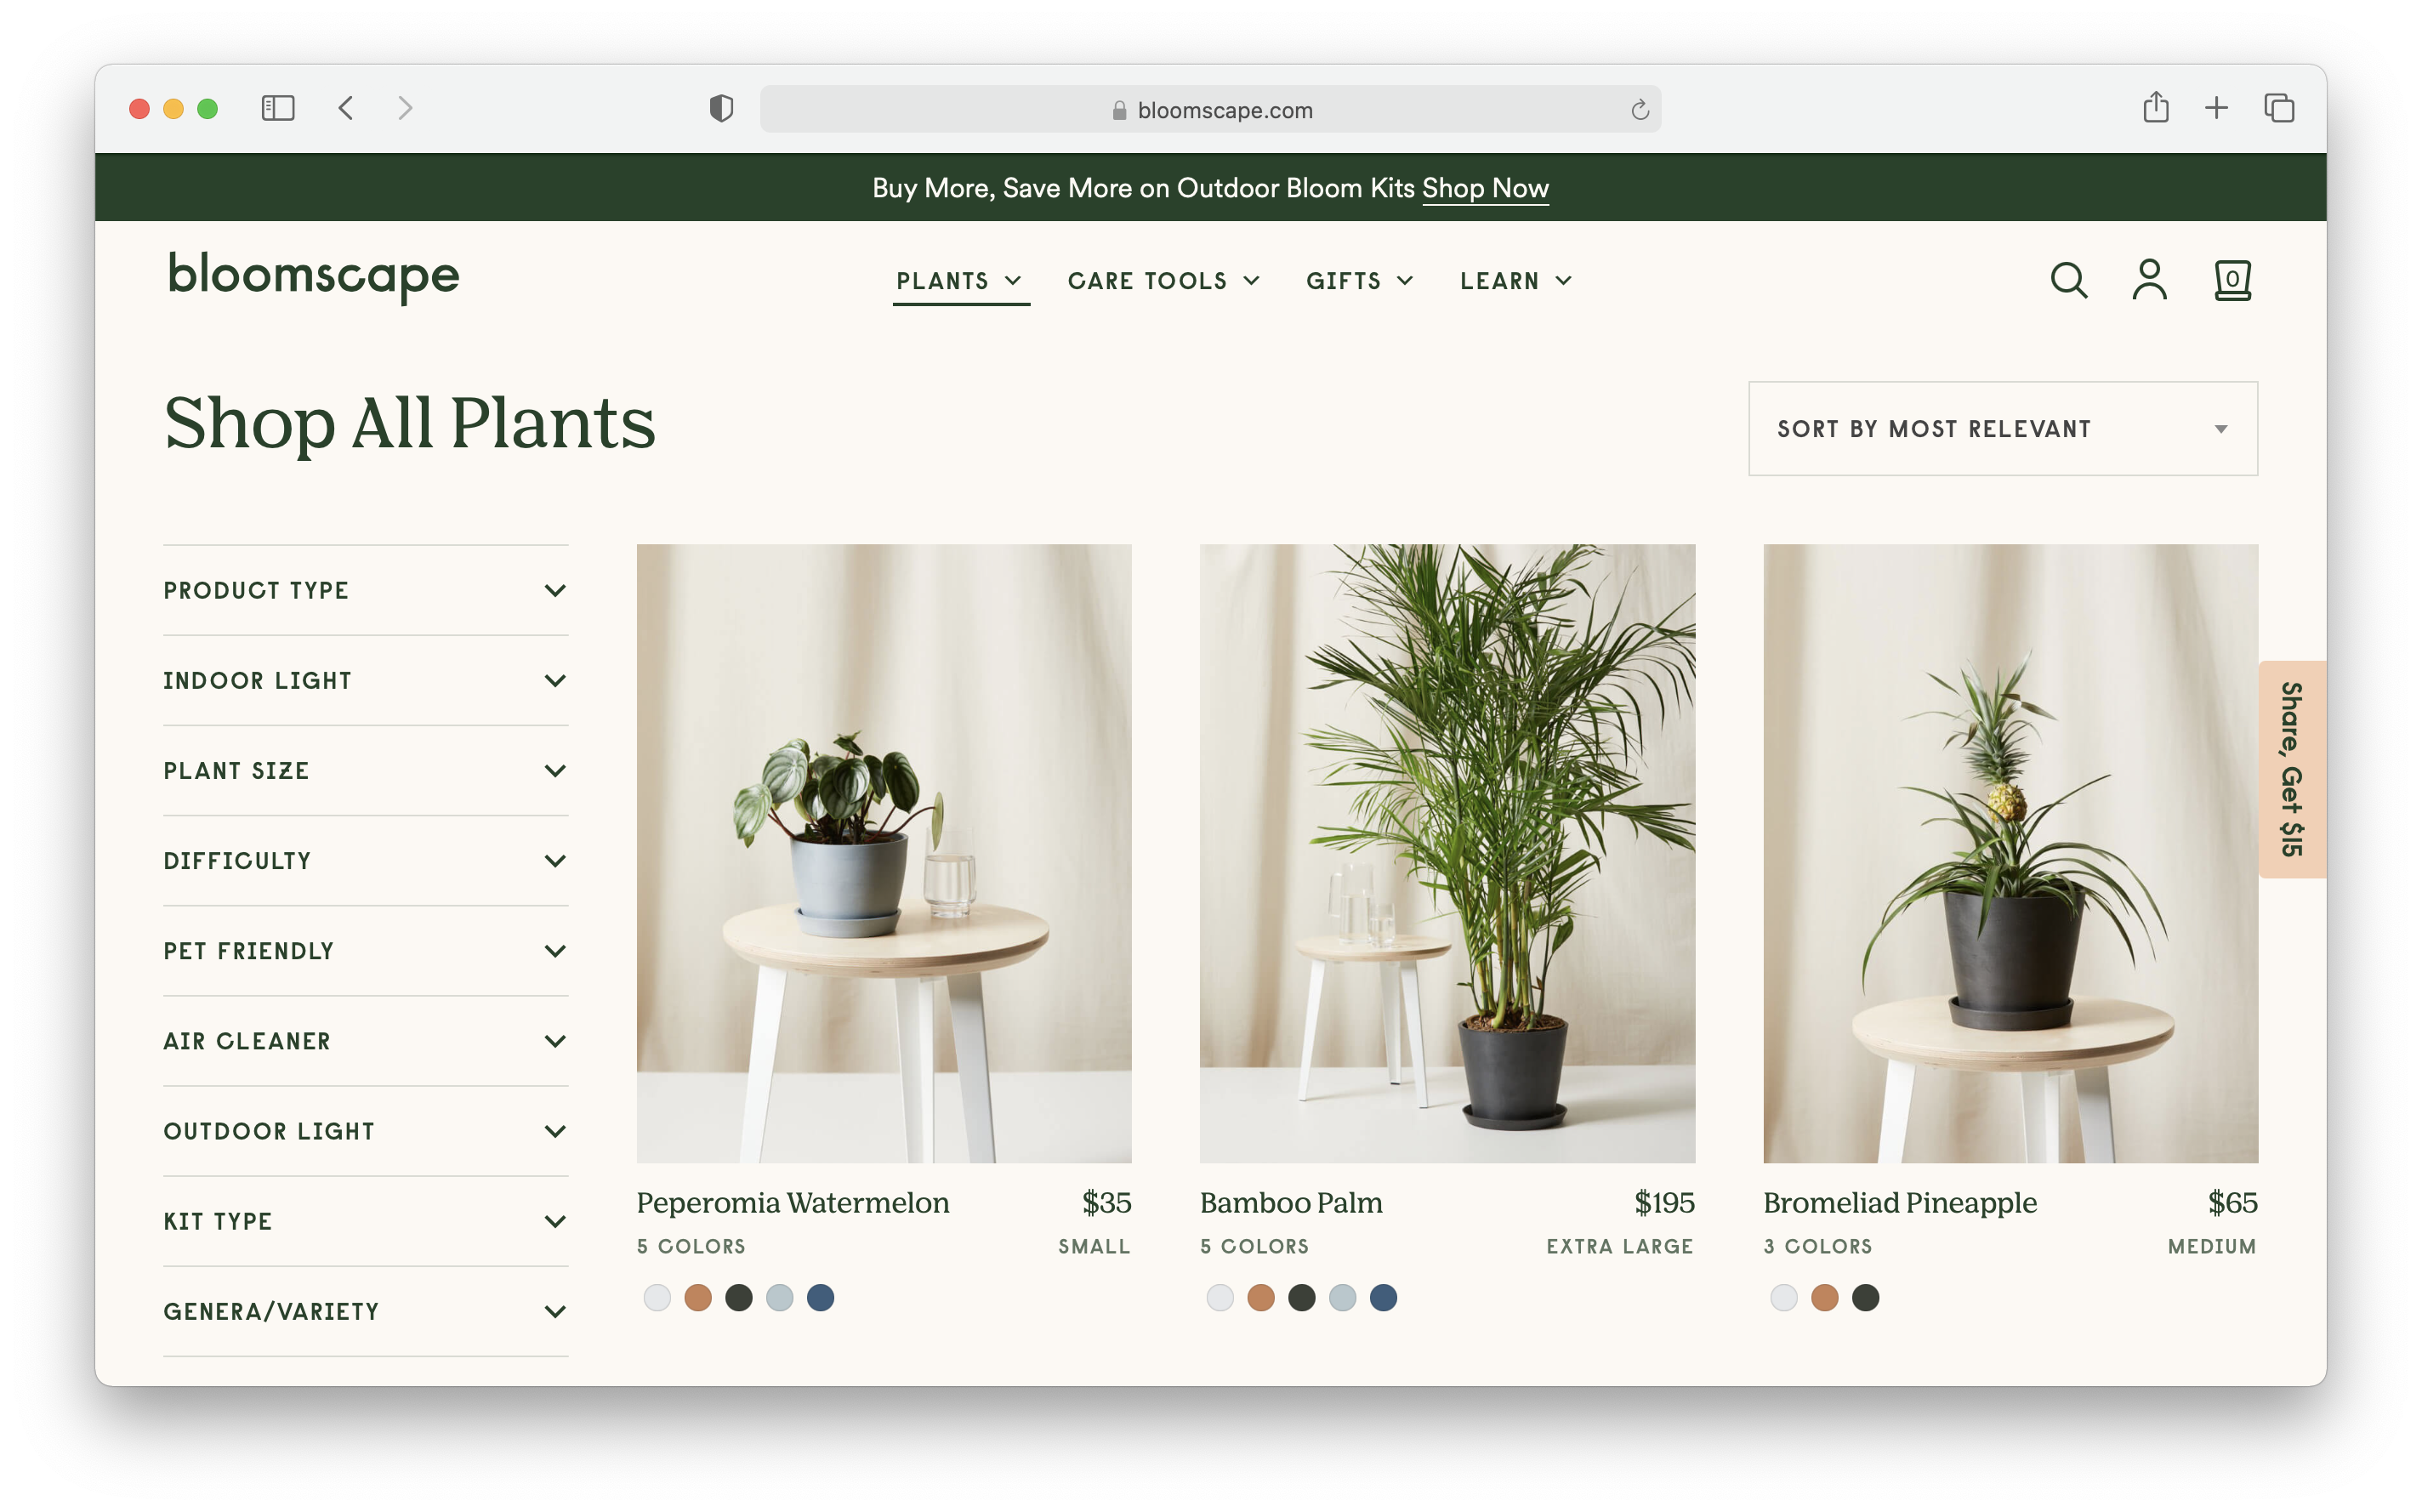 bloomscape.com
Buy More, Save More on Outdoor Bloom Kits Shop Now
bloomscape
PLANTS
CARE TOOLS
GIFTS
LEARN
0
Shop All Plants
SORT BY MOST RELEVANT
PRODUCT TYPE
INDOOR LIGHT
PLANT SIZE
DIFFICULTY
PET FRIENDLY
AIR CLEANER
OUTDOOR LIGHT
KIT TYPE
GENERA/VARIETY
Peperomia Watermelon $35
5 COLORS SMALL
Bamboo Palm $195
5 COLORS EXTRA LARGE
Bromeliad Pineapple $65
3 COLORS MEDIUM
Share, Get $15